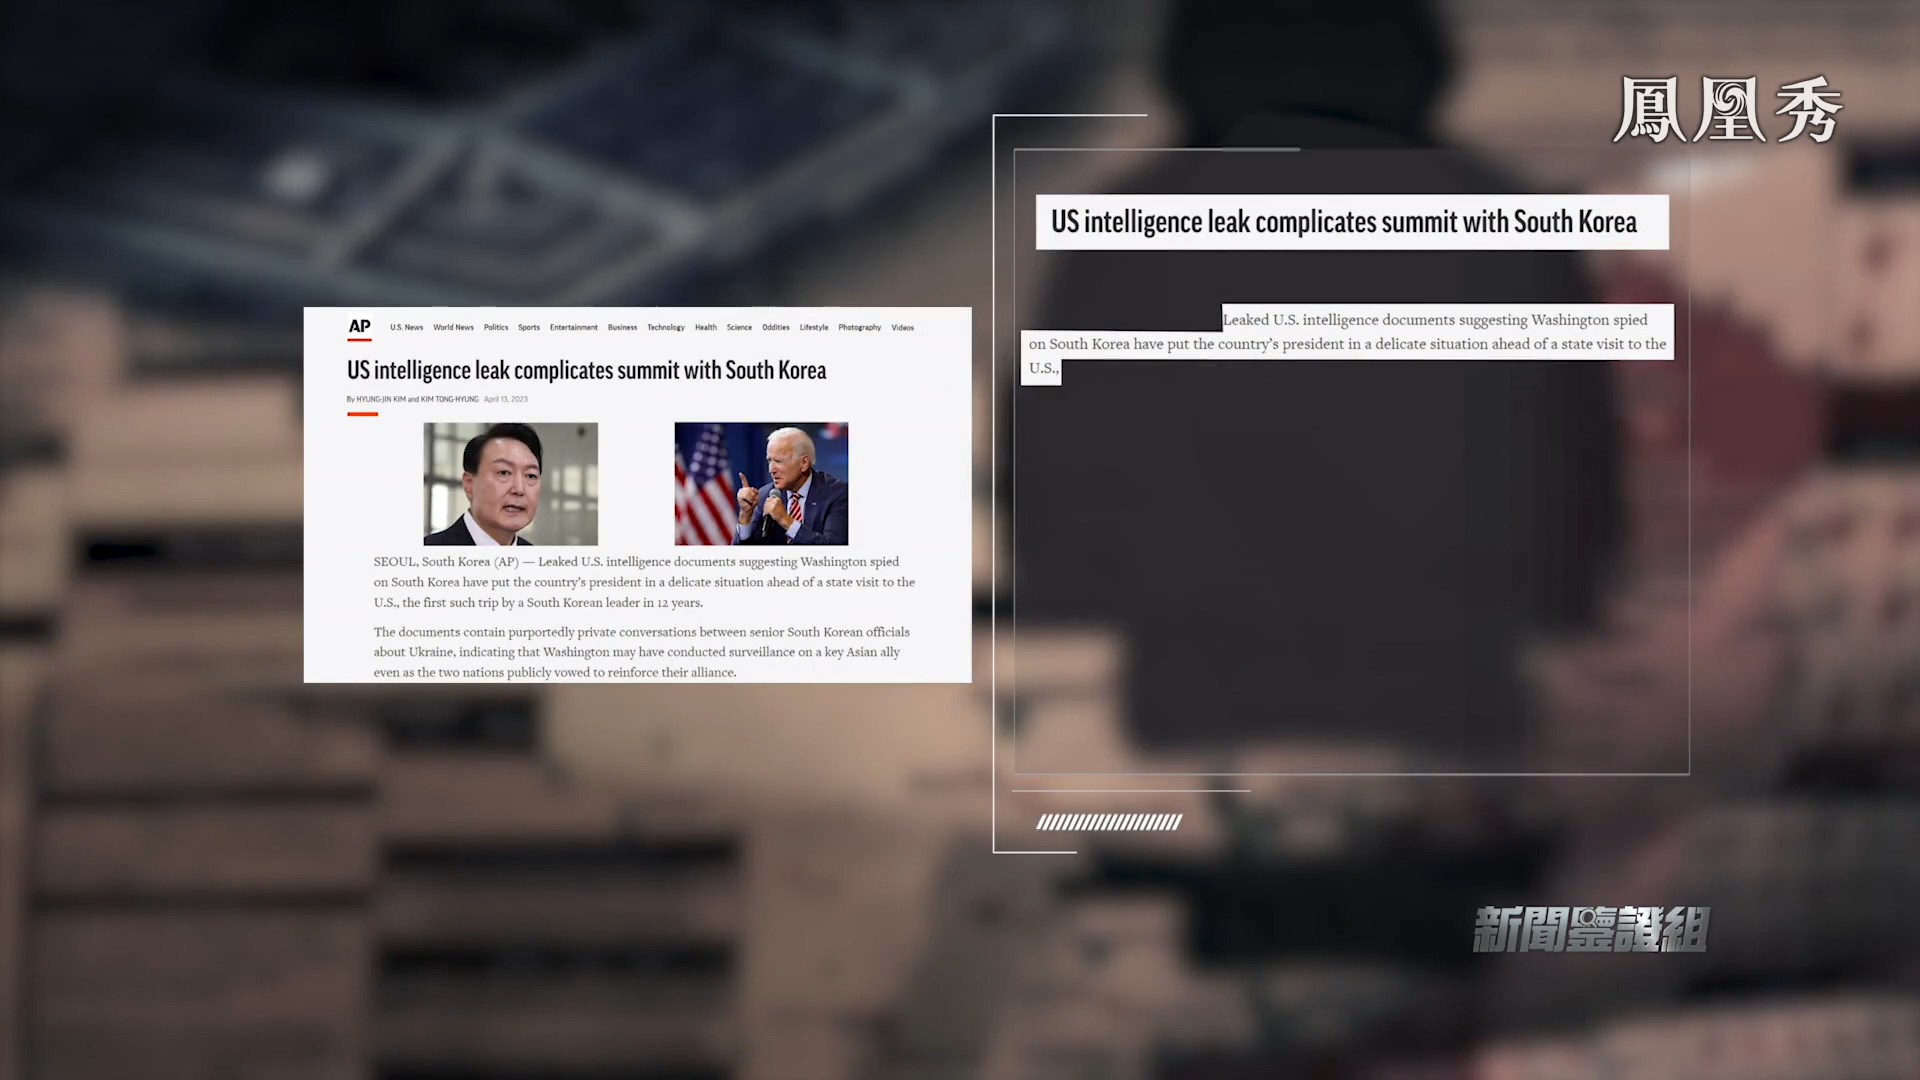 鳳凰秀
US intelligence leak complicates summit with South Korea
Leaked U.S. intelligence documents suggesting Washington spied
on South Korea have put the country's president in a delicate situation ahead of a state visit to the
U.S.,
AP U.S. News World News Politics Sports Entertainment Business Technology Health Science Oddities Lifestyle Photography Videos
US intelligence leak complicates summit with South Korea
By HYUNG-JIN KIM and KIM TONG-HYUNG April 13, 2023
SEOUL, South Korea (AP) — Leaked U.S. intelligence documents suggesting Washington spied
on South Korea have put the country's president in a delicate situation ahead of a state visit to the
U.S., the first such trip by a South Korean leader in 12 years.
The documents contain purportedly private conversations between senior South Korean officials
about Ukraine, indicating that Washington may have conducted surveillance on a key Asian ally
even as the two nations publicly vowed to reinforce their alliance.
新聞鑒證組